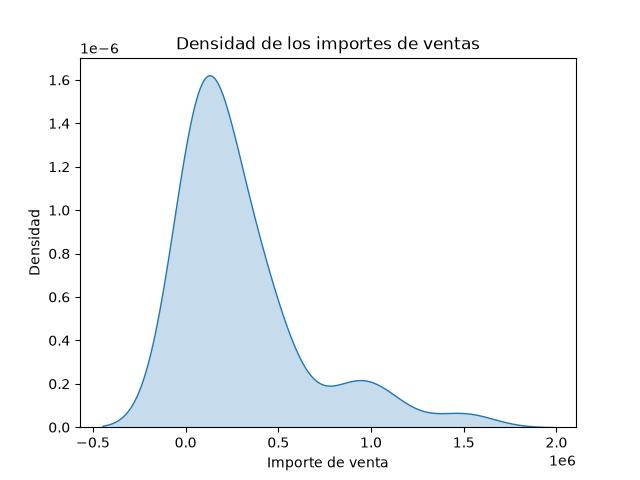 Densidad de los importes de ventas
1e−6
1.6
1.4
1.2
1.0
0.8
0.6
0.4
0.2
0.0
Densidad
−0.5 0.0 0.5 1.0 1.5 2.0
1e6
Importe de venta